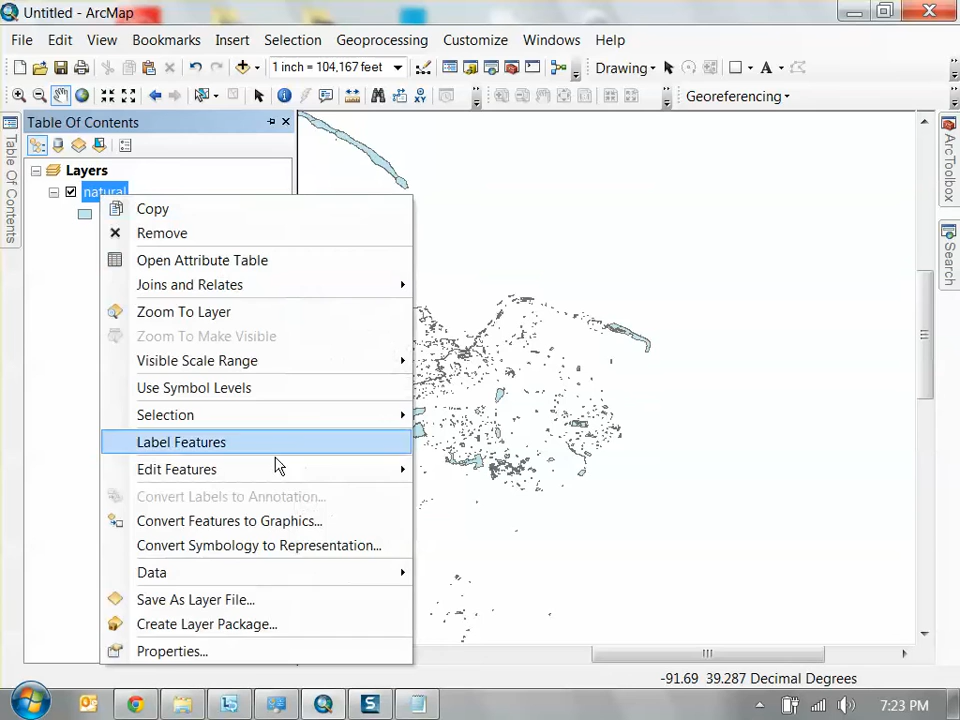 Untitled - ArcMap
File Edit View Bookmarks Insert Selection Geoprocessing Customize Windows Help
1 inch = 104,167 feet
Drawing
A
Georeferencing
Table Of Contents
Table Of Contents
Layers
natural
Copy
Remove
Open Attribute Table
Joins and Relates
Zoom To Layer
Zoom To Make Visible
Visible Scale Range
Use Symbol Levels
Selection
Label Features
Edit Features
Convert Labels to Annotation...
Convert Features to Graphics...
Convert Symbology to Representation...
Data
Save As Layer File...
Create Layer Package...
Properties...
ArcToolbox
Search
-91.69 39.287 Decimal Degrees
7:23 PM